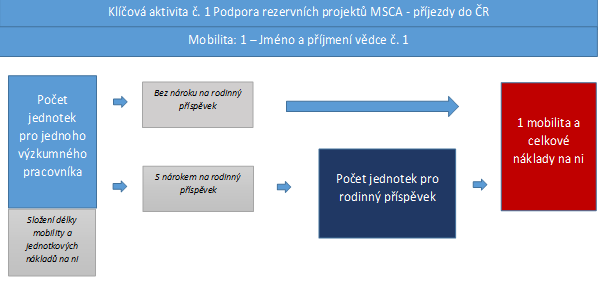 Klíčová aktivita č. 1 Podpora rezervních projektů MSCA - příjezdy do ČR
Mobilita: 1 – Jméno a příjmení vědce č. 1
Počet
jednotek
pro jednoho
výzkumného
pracovníka
Složení délky
mobility a
jednotkových
nákladů na ni
Bez nároku na rodinný
příspěvek
S nárokem na rodinný
příspěvek
Počet jednotek pro
rodinný příspěvek
1 mobilita a
celkové
náklady na ni